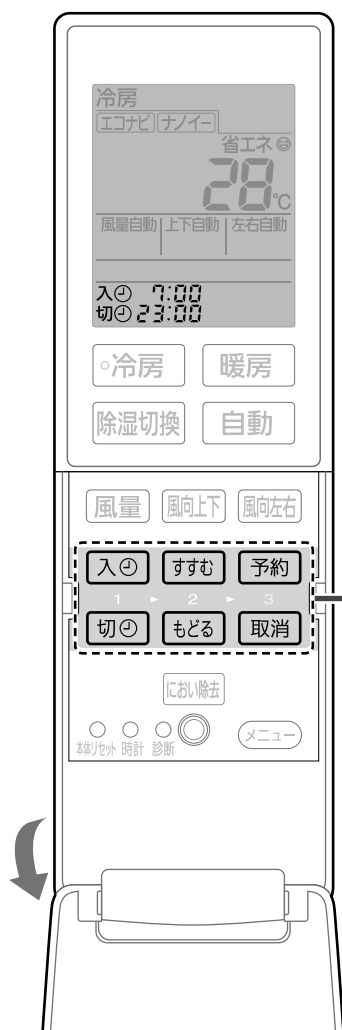 冷房
エコナビ ナノイー
省エネ
28℃
風量自動 上下自動 左右自動
入 7:00
切 23:00
冷房 暖房
除湿切換 自動
風量 風向上下 風向左右
入 すすむ 予約
1 2 3
切 もどる 取消
におい除去
本体リセット 時計 診断 メニュー